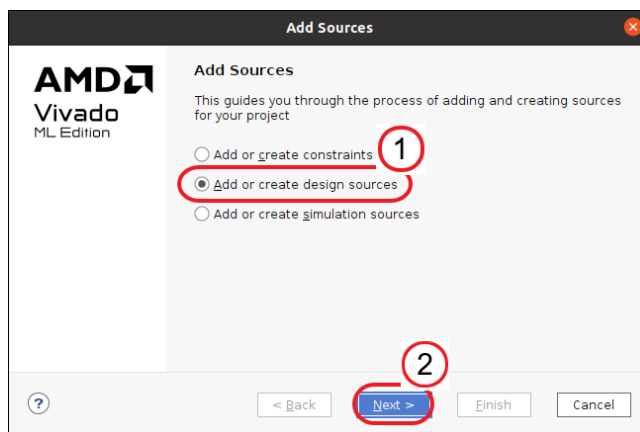 Add Sources
AMD
Vivado
ML Edition
Add Sources
This guides you through the process of adding and creating sources
for your project
Add or create constraints
1
Add or create design sources
Add or create simulation sources
2
?
< Back
Next >
Finish
Cancel